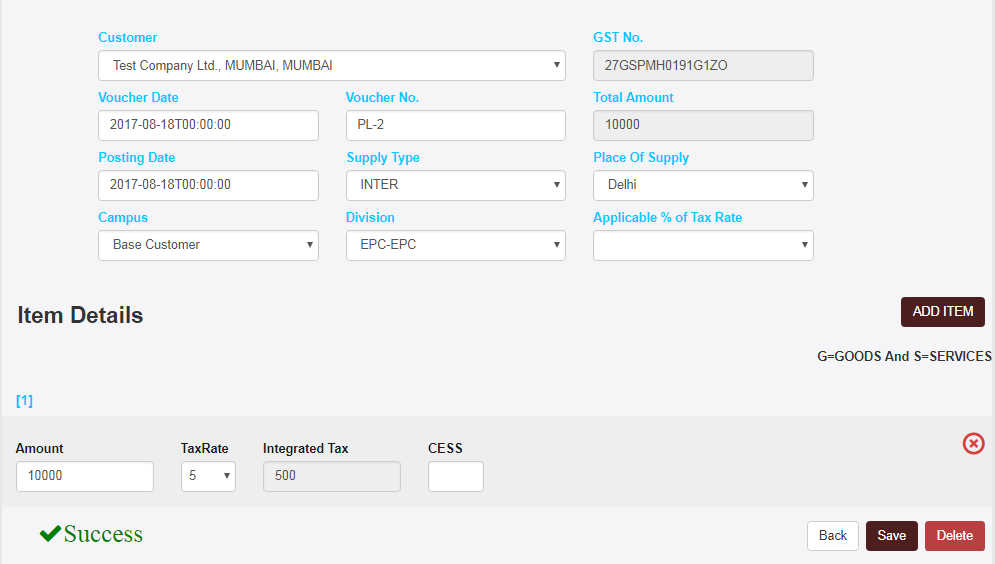 Customer GST No.
Test Company Ltd., MUMBAI, MUMBAI 27GSPMH0191G1ZO
Voucher Date Voucher No. Total Amount
2017-08-18T00:00:00 PL-2 10000
Posting Date Supply Type Place Of Supply
2017-08-18T00:00:00 INTER Delhi
Campus Division Applicable % of Tax Rate
Base Customer EPC-EPC
Item Details ADD ITEM
G=GOODS And S=SERVICES
[1]
Amount TaxRate Integrated Tax CESS
10000 5 500
Success Back Save Delete